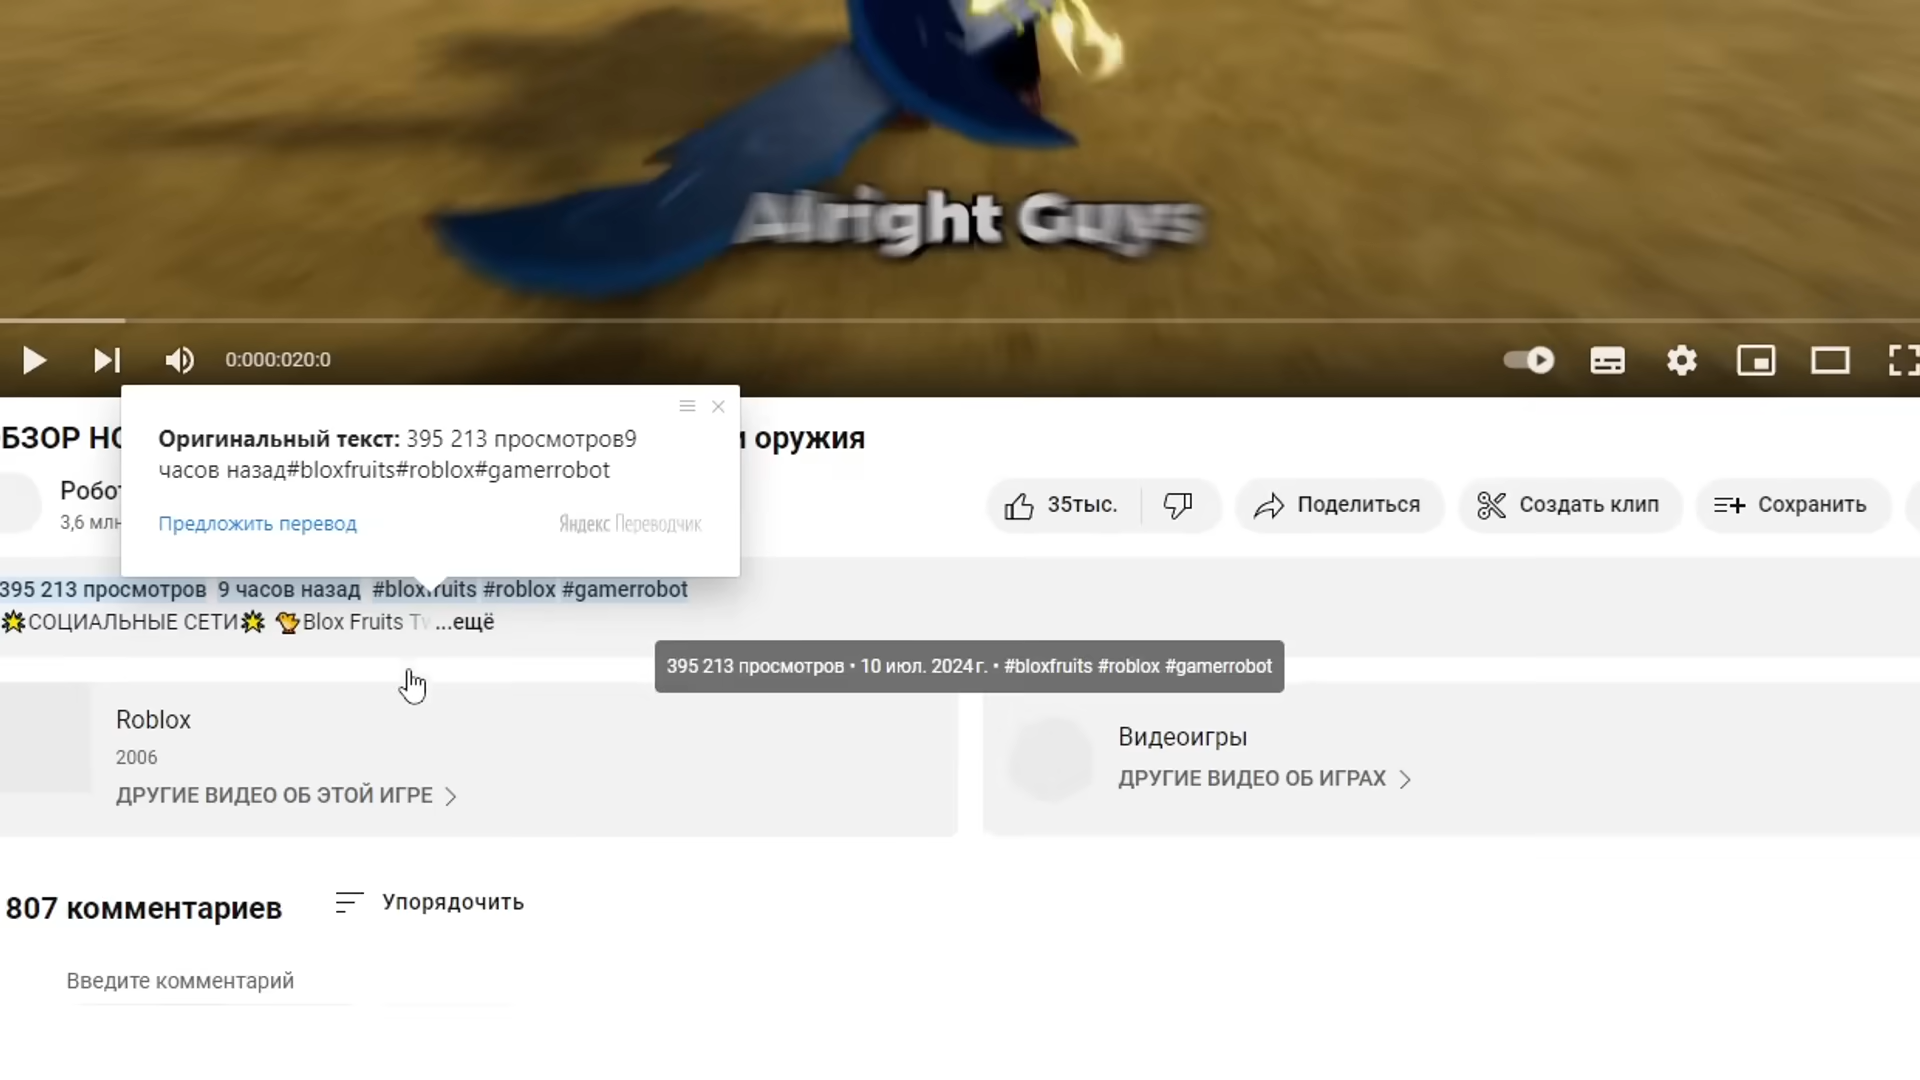 Alright Guys
0:000:020:0
БЗОР НО
и оружия
Оригинальный текст: 395 213 просмотров9
часов назад#bloxfruits#roblox#gamerrobot
Предложить перевод
Яндекс Переводчик
Робот
3,6 млн
35тыс.
Поделиться
Создать клип
Сохранить
395 213 просмотров 9 часов назад #bloxfruits #roblox #gamerrobot
🌟СОЦИАЛЬНЫЕ СЕТИ🌟 🐤Blox Fruits Tw ...ещё
395 213 просмотров • 10 июл. 2024 г. • #bloxfruits #roblox #gamerrobot
Roblox
2006
ДРУГИЕ ВИДЕО ОБ ЭТОЙ ИГРЕ
Видеоигры
ДРУГИЕ ВИДЕО ОБ ИГРАХ
807 комментариев
Упорядочить
Введите комментарий